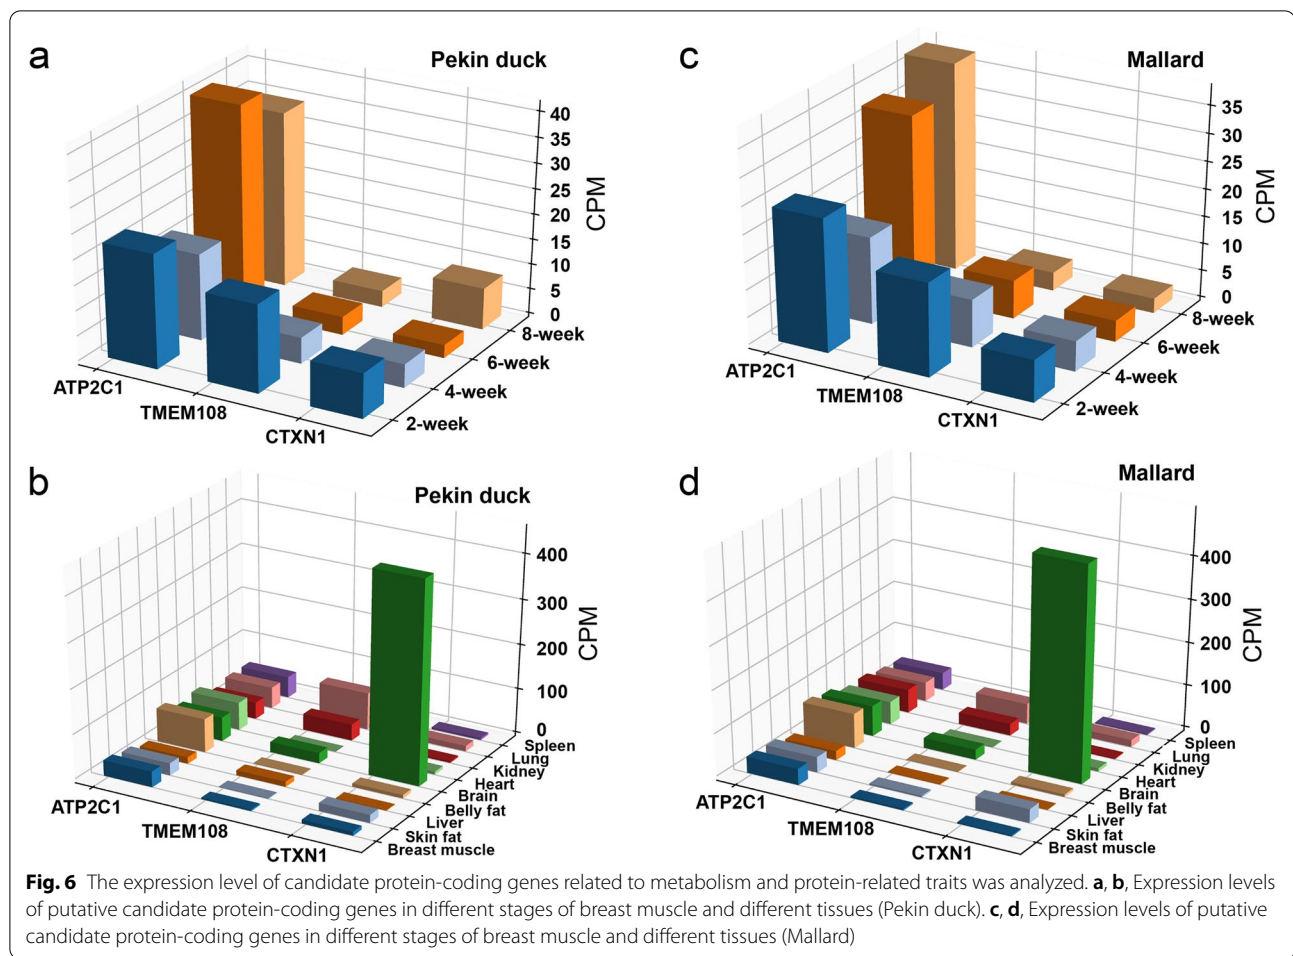 a
Pekin duck
40
35
30
25
20
15
10
5
0
CPM
8-week
6-week
4-week
2-week
ATP2C1
TMEM108
CTXN1
c
Mallard
35
30
25
20
15
10
5
0
CPM
8-week
6-week
4-week
2-week
ATP2C1
TMEM108
CTXN1
b
Pekin duck
400
300
200
100
0
CPM
Spleen
Lung
Kidney
Heart
Brain
Belly fat
Liver
Skin fat
Breast muscle
ATP2C1
TMEM108
CTXN1
d
Mallard
400
300
200
100
0
CPM
Spleen
Lung
Kidney
Heart
Brain
Belly fat
Liver
Skin fat
Breast muscle
ATP2C1
TMEM108
CTXN1
Fig. 6 The expression level of candidate protein-coding genes related to metabolism and protein-related traits was analyzed. a, b, Expression levels
of putative candidate protein-coding genes in different stages of breast muscle and different tissues (Pekin duck). c, d, Expression levels of putative
candidate protein-coding genes in different stages of breast muscle and different tissues (Mallard)